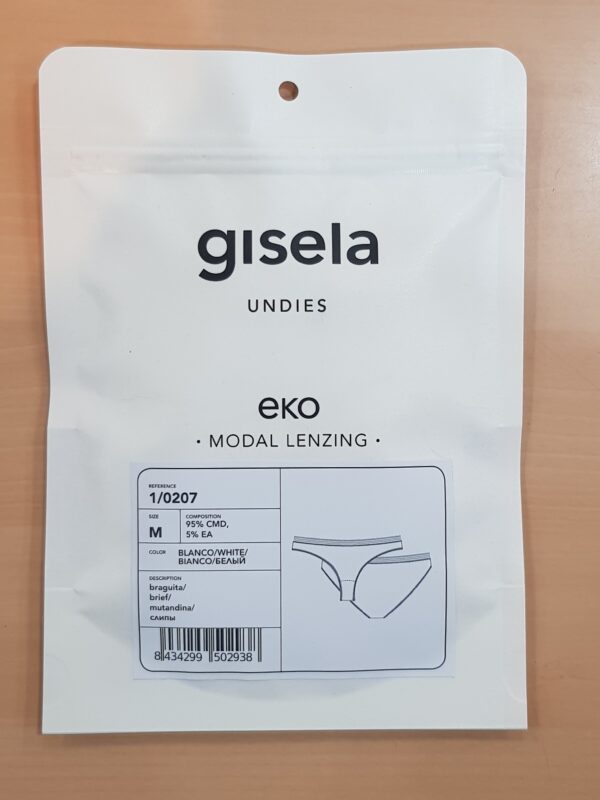 gisela
UNDIES
eko
• MODAL LENZING •
REFERENCE
1/0207
SIZE
M
COMPOSITION
95% CMD,
5% EA
COLOR
BLANCO/WHITE/
BIANCO/БЕЛЫЙ
DESCRIPTION
braguita/
brief/
mutandina/
слипы
8 434299 502938